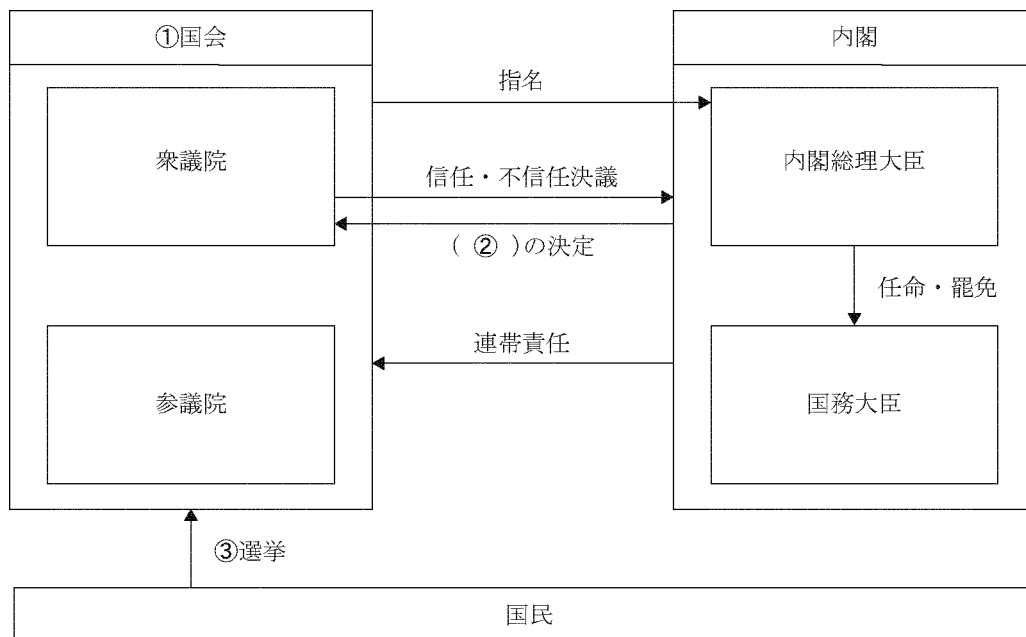 ①国会
内閣
指名
衆議院
内閣総理大臣
信任・不信任決議
( ② )の決定
任命・罷免
連帯責任
参議院
国務大臣
③選挙
国民